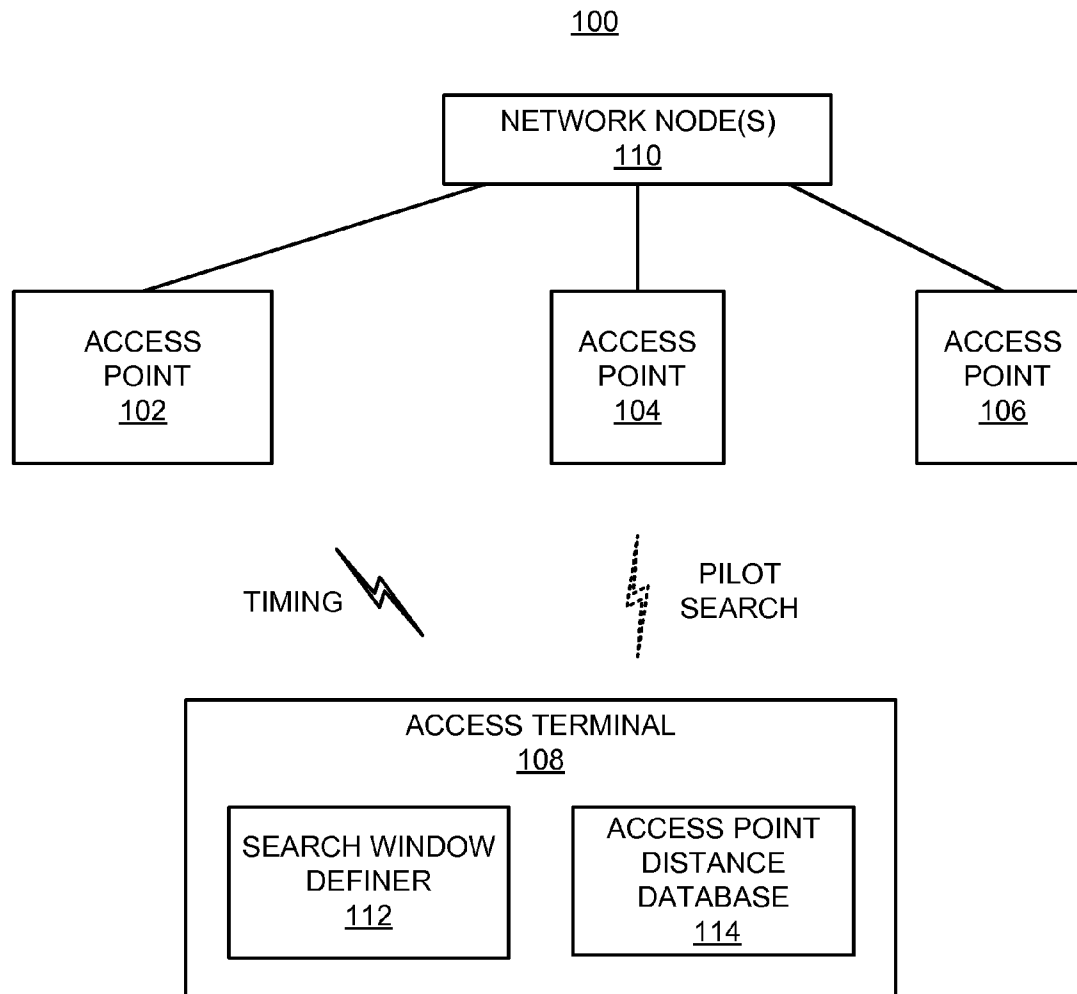 100
NETWORK NODE(S)
110
ACCESS
POINT
102
ACCESS
POINT
104
ACCESS
POINT
106
TIMING
PILOT
SEARCH
ACCESS TERMINAL
108
SEARCH WINDOW
DEFINER
112
ACCESS POINT
DISTANCE
DATABASE
114